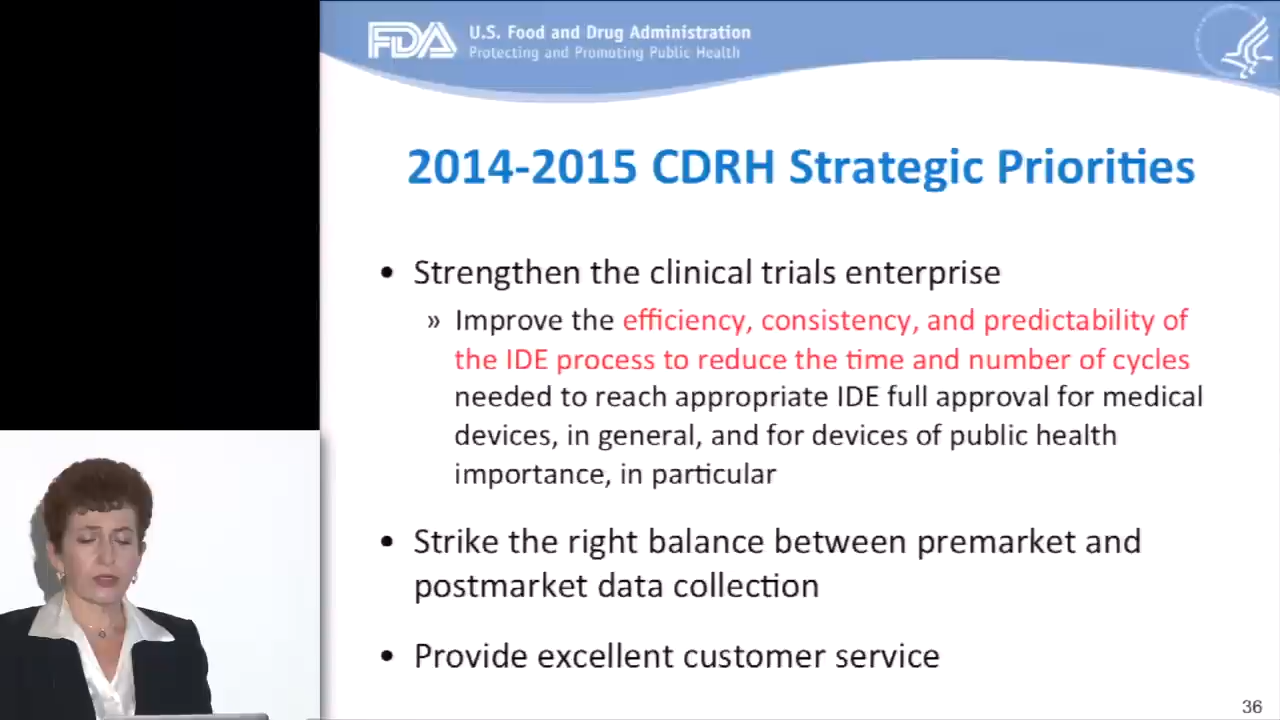 FDA U.S. Food and Drug Administration
Protecting and Promoting Public Health
2014-2015 CDRH Strategic Priorities
• Strengthen the clinical trials enterprise
» Improve the efficiency, consistency, and predictability of
the IDE process to reduce the time and number of cycles
needed to reach appropriate IDE full approval for medical
devices, in general, and for devices of public health
importance, in particular
• Strike the right balance between premarket and
postmarket data collection
• Provide excellent customer service
36